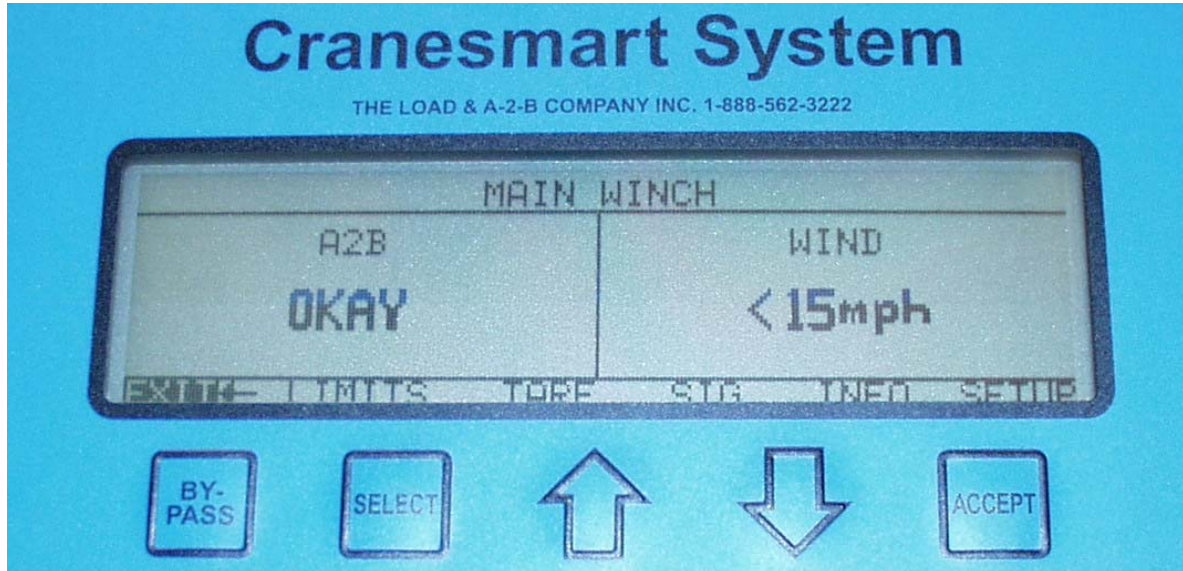 Cranesmart System
THE LOAD & A-2-B COMPANY INC. 1-888-562-3222
MAIN WINCH
A2B WIND
OKAY <15mph
EXIT← LIMITS TARE SIG INFO SETUP
BY-PASS SELECT ACCEPT